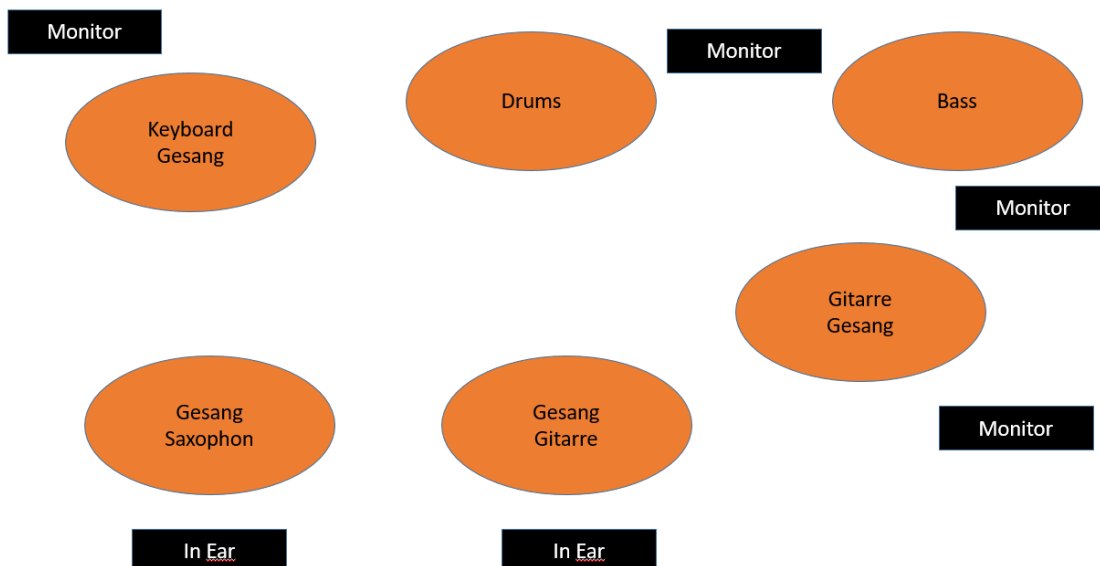 Monitor
Monitor
Keyboard
Gesang
Drums
Bass
Monitor
Gitarre
Gesang
Gesang
Saxophon
Gesang
Gitarre
Monitor
In Ear
In Ear